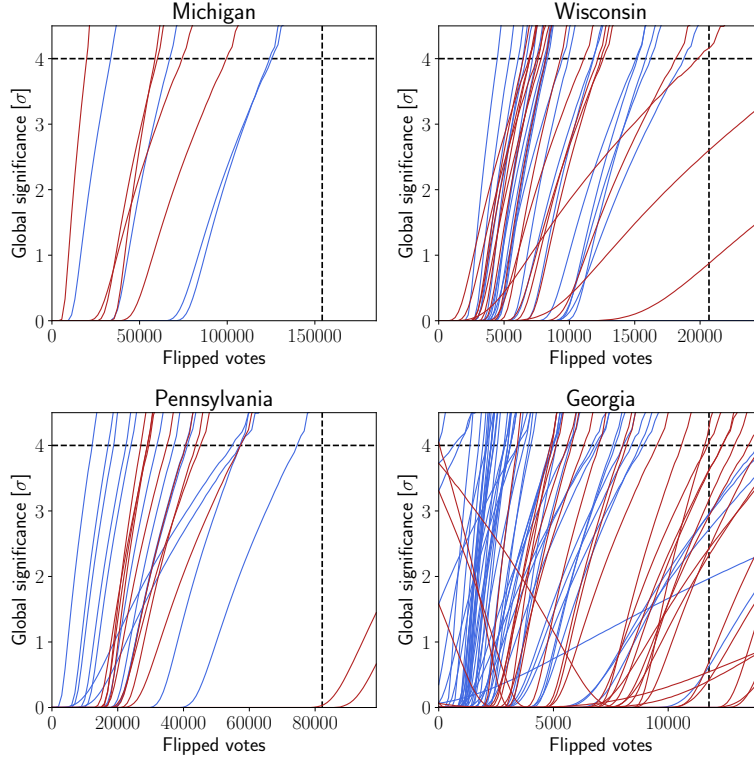 Michigan
Global significance [σ]
4
3
2
1
0
0 50000 100000 150000
Flipped votes
Wisconsin
Global significance [σ]
4
3
2
1
0
0 5000 10000 15000 20000
Flipped votes
Pennsylvania
Global significance [σ]
4
3
2
1
0
0 20000 40000 60000 80000
Flipped votes
Georgia
Global significance [σ]
4
3
2
1
0
0 5000 10000
Flipped votes